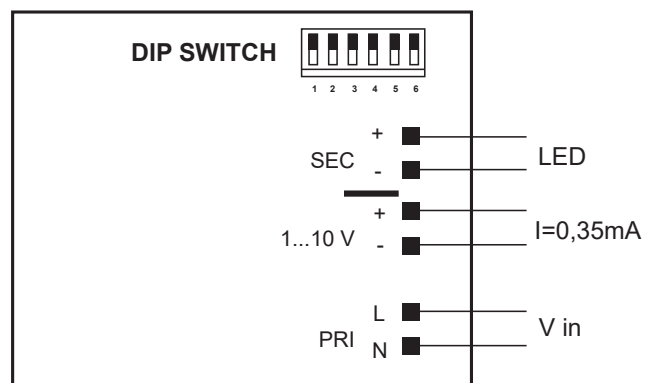 DIP SWITCH
1 2 3 4 5 6
+
SEC
-
LED
+
1...10 V
-
I=0,35mA
L
PRI
N
V in